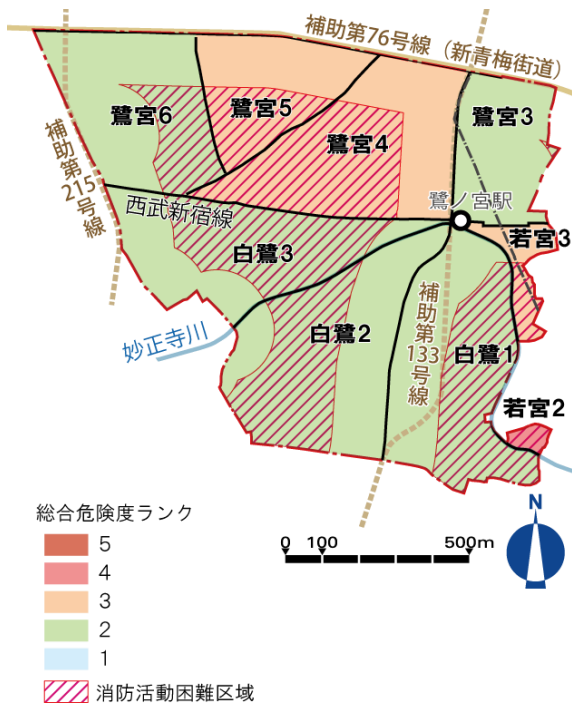 補助第76号線（新青梅街道）
鷺宮6
鷺宮5
鷺宮4
鷺宮3
補助第215号線
西武新宿線
鷺ノ宮駅
若宮3
白鷺3
妙正寺川
白鷺2
補助第133号線
白鷺1
若宮2
総合危険度ランク
5
4
3
2
1
消防活動困難区域
0 100 500m
N